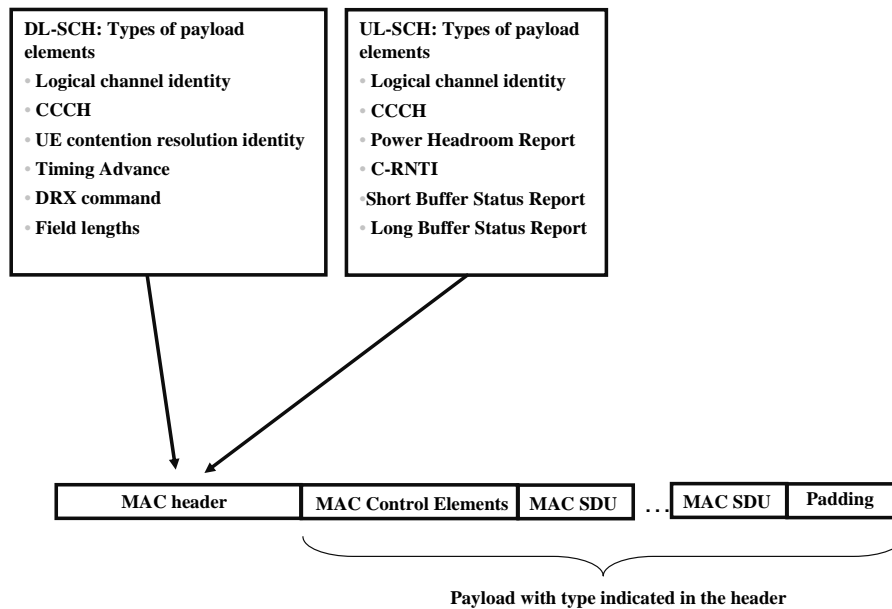 DL-SCH: Types of payload
elements
• Logical channel identity
• CCCH
• UE contention resolution identity
• Timing Advance
• DRX command
• Field lengths
UL-SCH: Types of payload
elements
• Logical channel identity
• CCCH
• Power Headroom Report
• C-RNTI
•Short Buffer Status Report
• Long Buffer Status Report
MAC header
MAC Control Elements
MAC SDU
...
MAC SDU
Padding
Payload with type indicated in the header